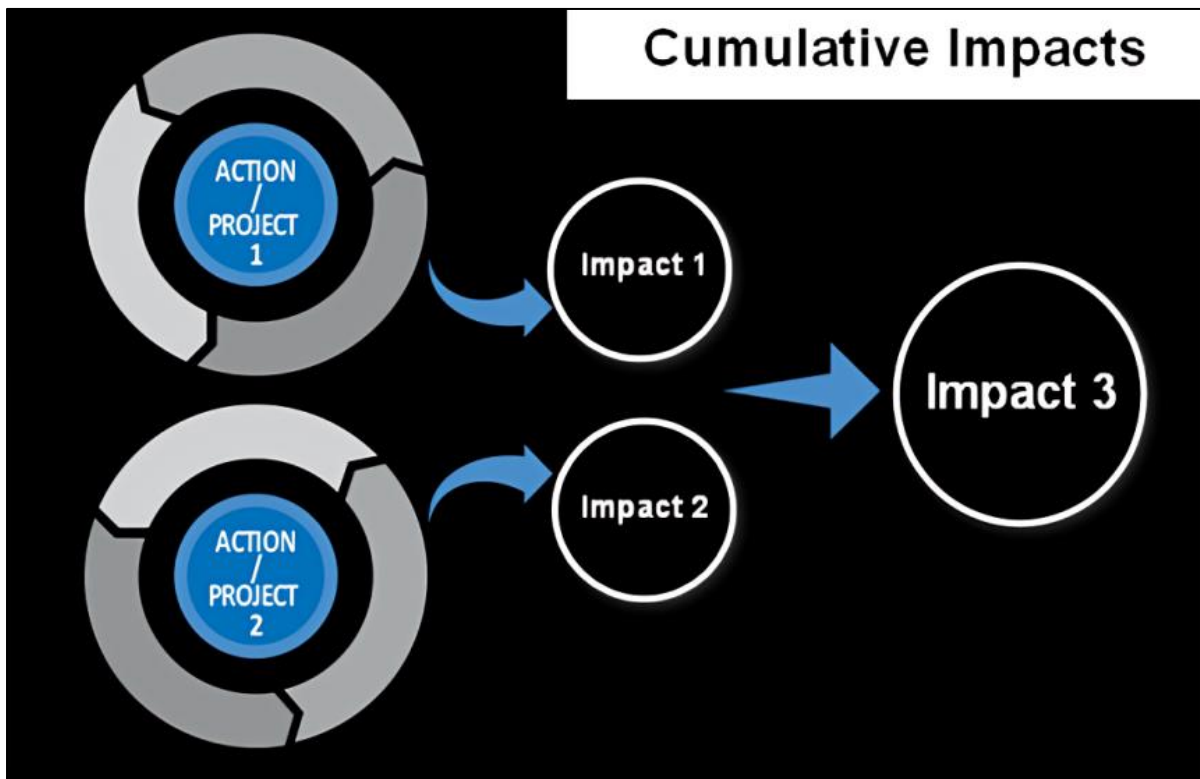 Cumulative Impacts
ACTION
/
PROJECT
1
Impact 1
Impact 3
ACTION
/
PROJECT
2
Impact 2